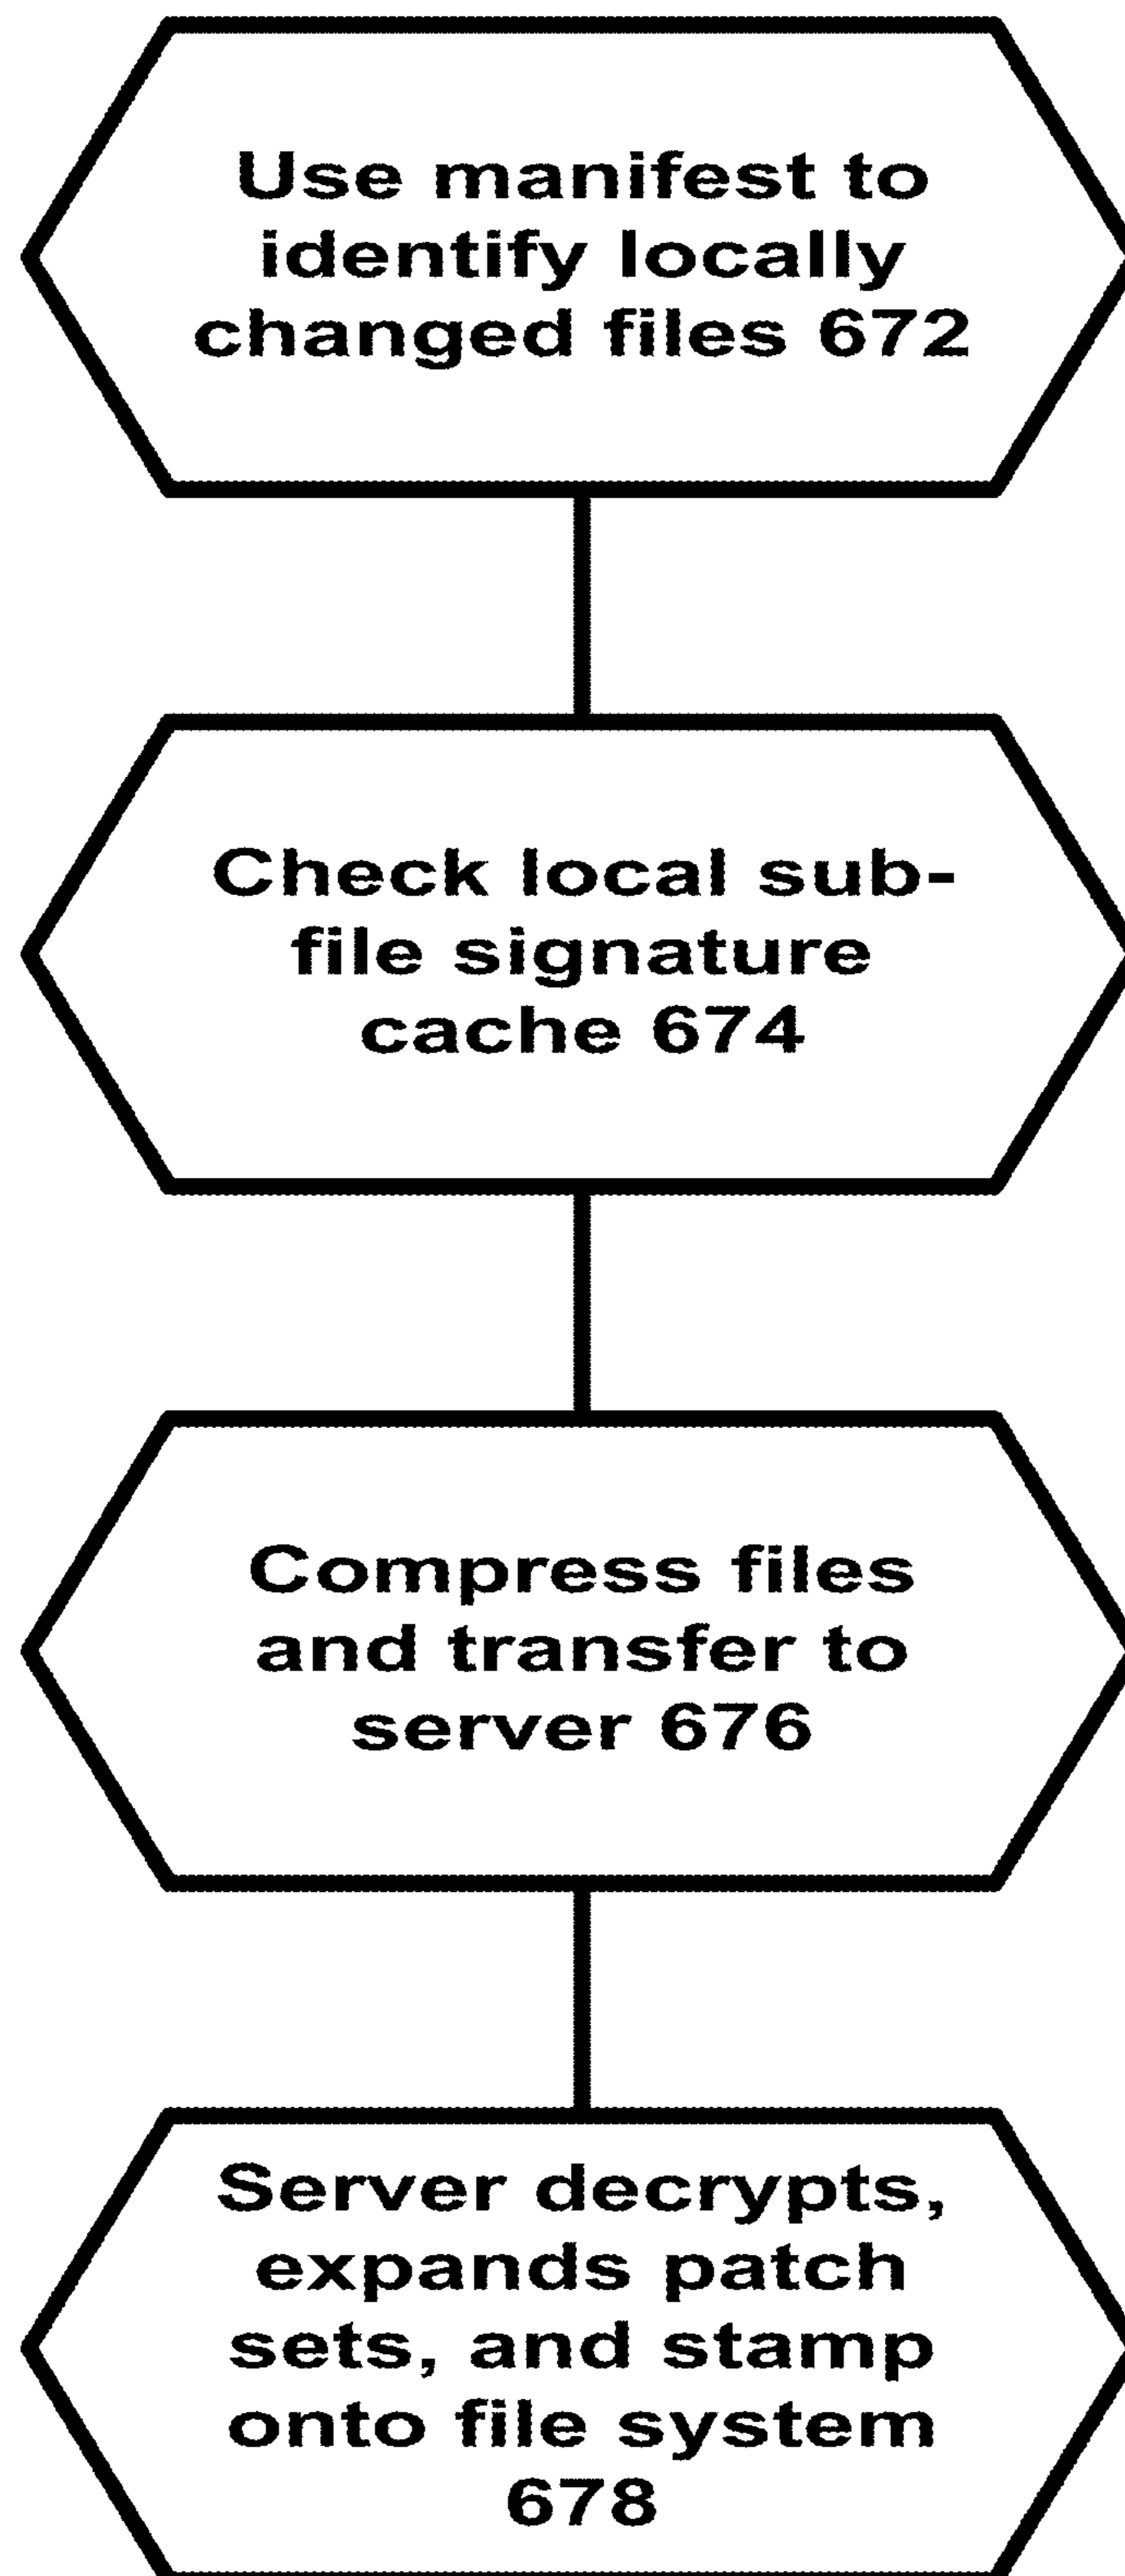 Use manifest to
identify locally
changed files 672
Check local sub-
file signature
cache 674
Compress files
and transfer to
server 676
Server decrypts,
expands patch
sets, and stamp
onto file system
678